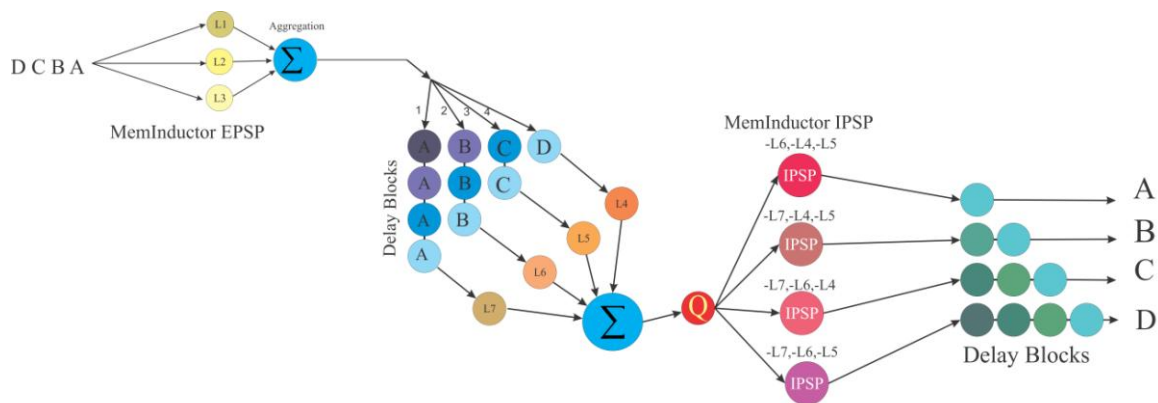 D C B A
L1
L2
L3
Aggregation
Σ
MemInductor EPSP
1 2 3 4
A B C D
A B C
A B
A
Delay Blocks
L4
L5
L6
L7
Σ
Q
MemInductor IPSP
-L6,-L4,-L5
IPSP
-L7,-L4,-L5
IPSP
-L7,-L6,-L4
IPSP
-L7,-L6,-L5
IPSP
A
B
C
D
Delay Blocks